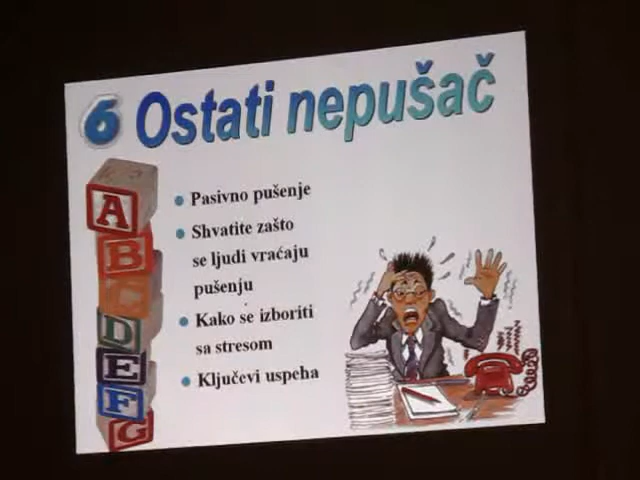 6 Ostati nepušač
A
B
C
D
E
F
G
Pasivno pušenje
Shvatite zašto
se ljudi vraćaju
pušenju
Kako se izboriti
sa stresom
Ključevi uspeha